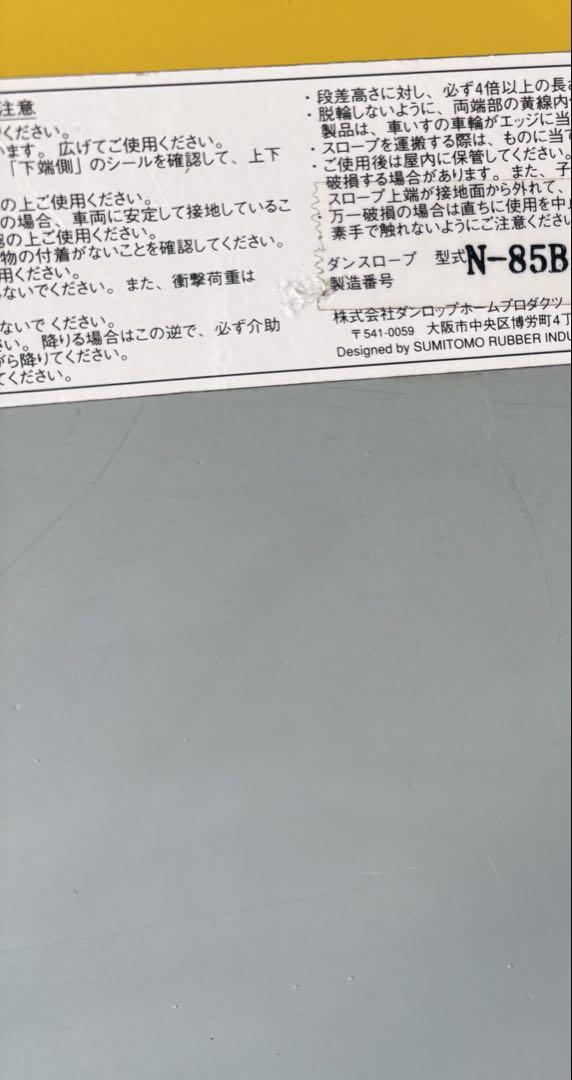 注意
ください。
います。広げてご使用ください。
「下端側」のシールを確認して、上下
の上ご使用ください。
の場合、車両に安定して接地しているこ
の上ご使用ください。
物の付着がないことを確認してください。
用ください。
ないでください。また、衝撃荷重は
ないでください。
さい。降りる場合はこの逆で、必ず介助
がら降りてください。
てください。
・段差高さに対し、必ず4倍以上の長さ
・脱輪しないように、両端部の黄線内
製品は、車いすの車輪がエッジに当
・スロープを運搬する際は、ものに当て
・ご使用後は屋内に保管してください。
破損する場合があります。また、子
スロープ上端が接地面から外れて、
・万一破損の場合は直ちに使用を中
素手で触れないようにご注意ください
ダンスロープ 型式 N-85B
製造番号
株式会社ダンロップホームプロダクツ
〒541-0059 大阪市中央区博労町4丁
Designed by SUMITOMO RUBBER INDU